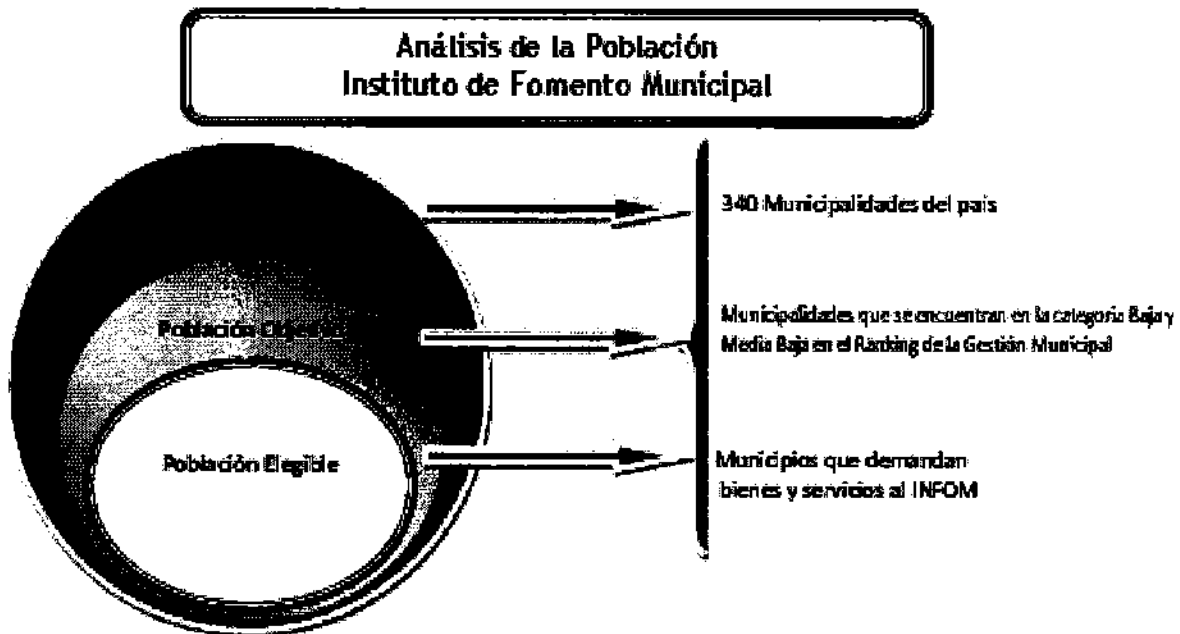 Análisis de la Población
Instituto de Fomento Municipal
340 Municipalidades del país
Población Objetivo
Municipalidades que se encuentran en la categoría Baja y
Media Baja en el Ranking de la Gestión Municipal
Población Elegible
Municipios que demandan
bienes y servicios al INFOM